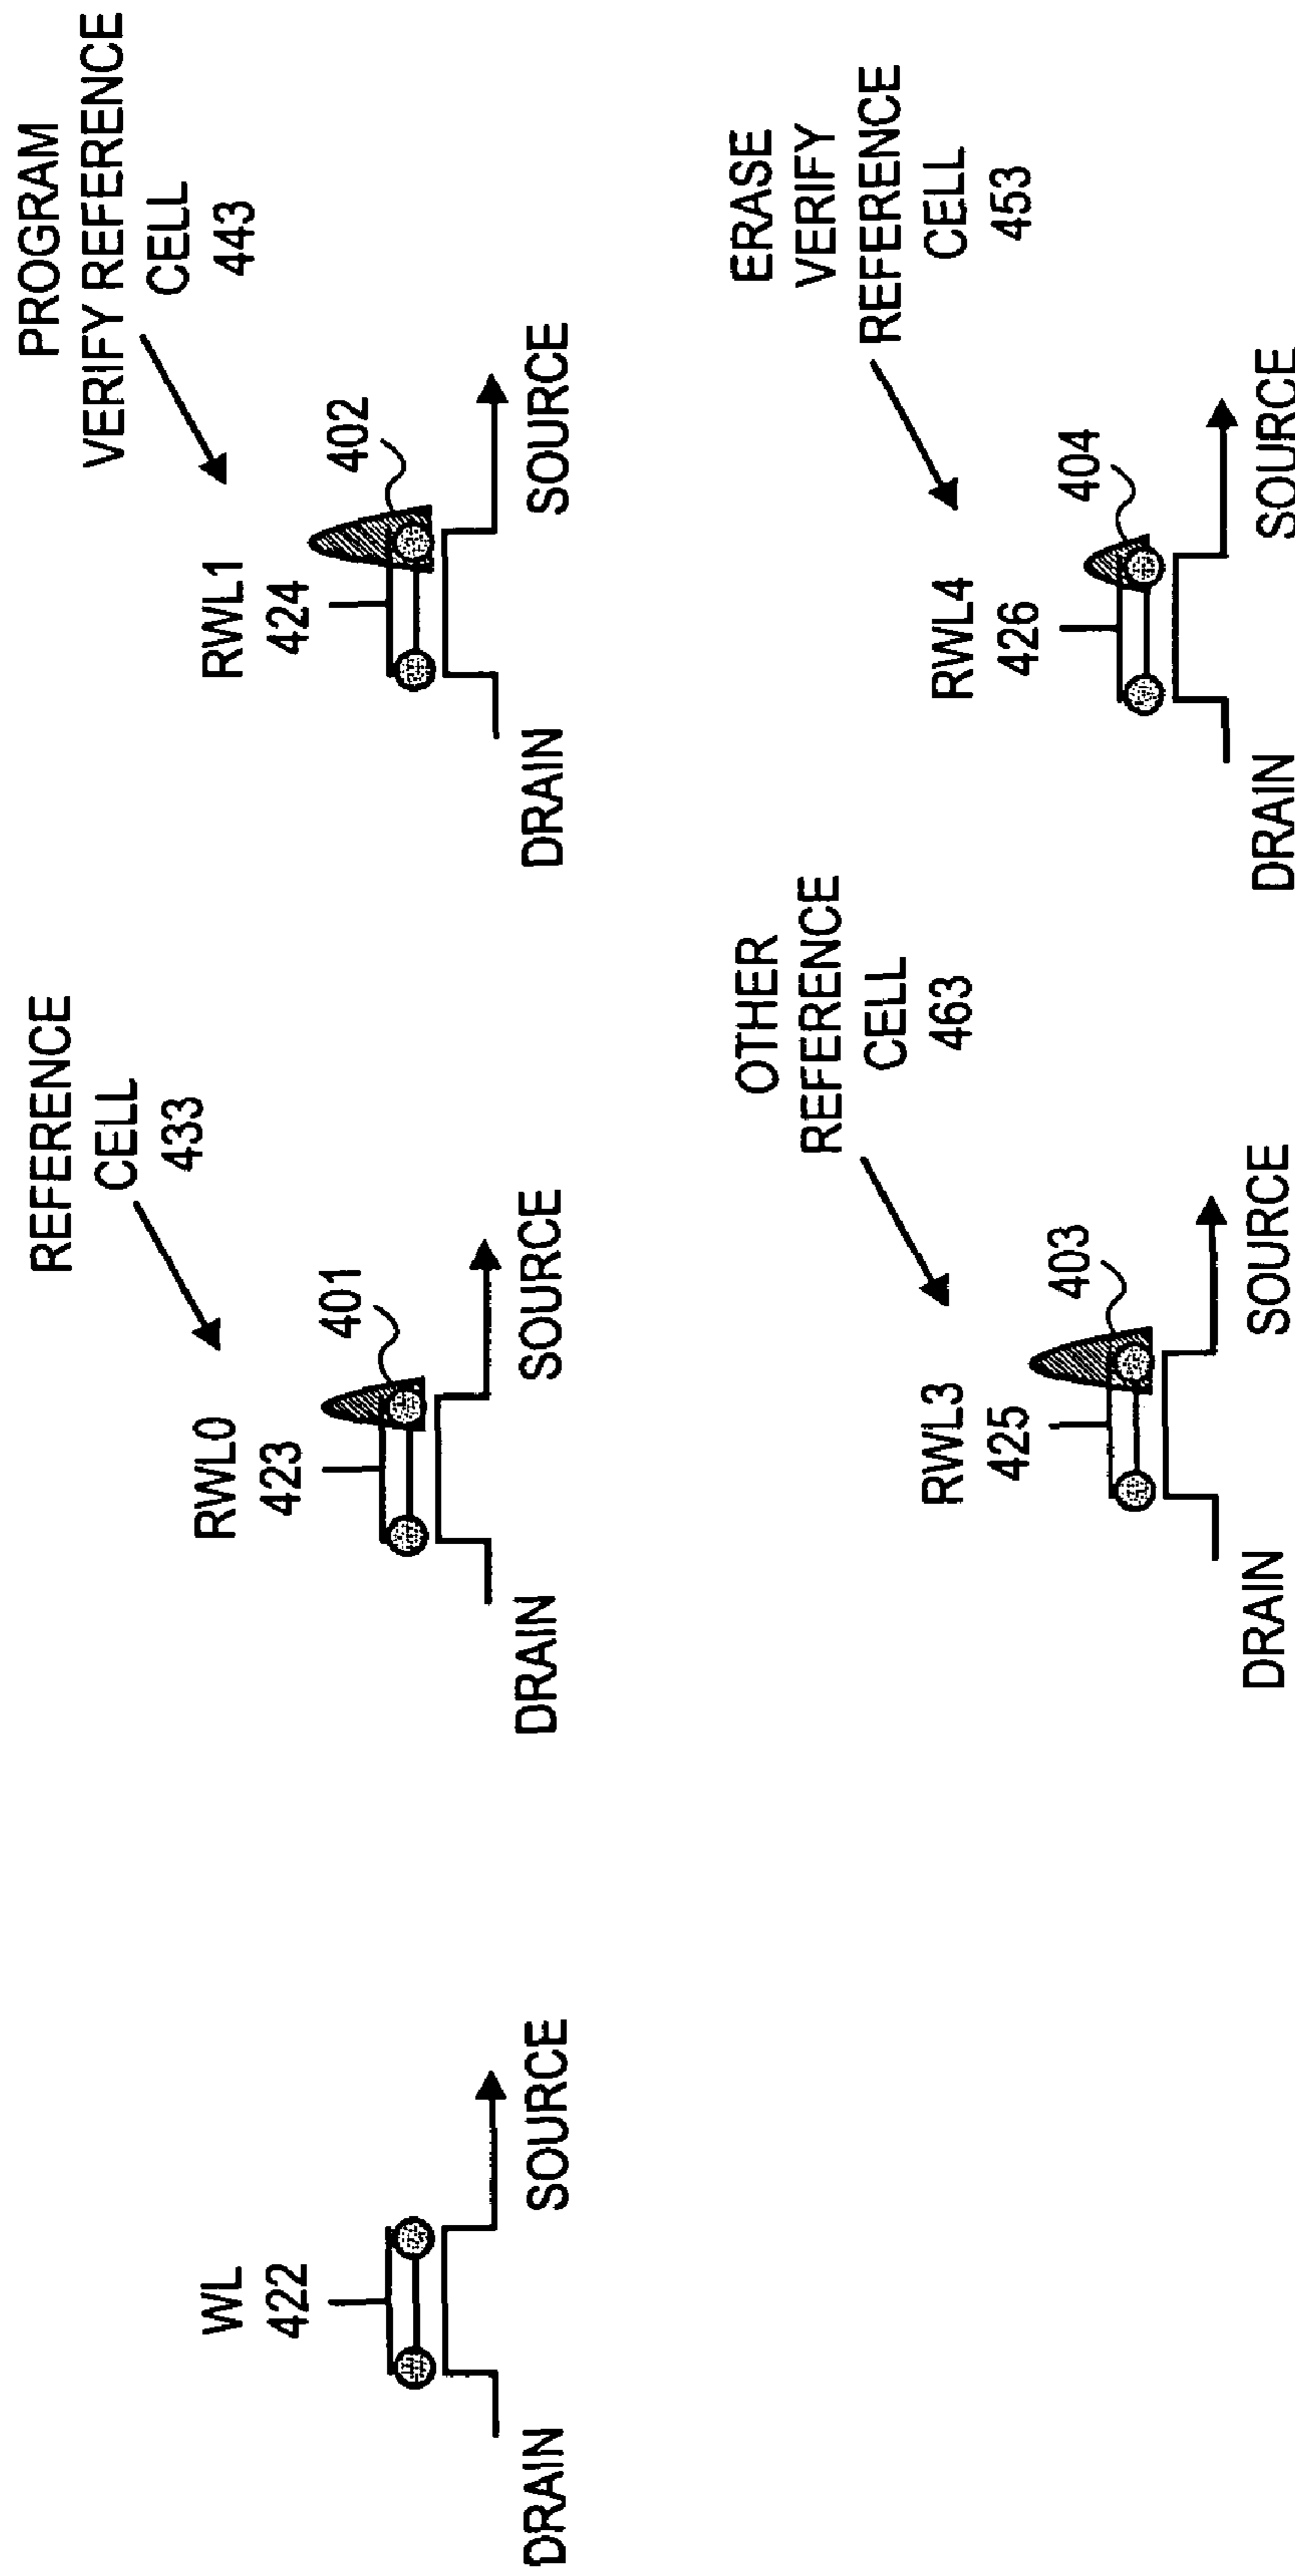 WL
422
DRAIN
SOURCE
REFERENCE
CELL
433
RWL0
423
401
DRAIN
SOURCE
PROGRAM
VERIFY REFERENCE
CELL
443
RWL1
424
402
DRAIN
SOURCE
OTHER
REFERENCE
CELL
463
RWL3
425
403
DRAIN
SOURCE
ERASE
VERIFY
REFERENCE
CELL
453
RWL4
426
404
DRAIN
SOURCE